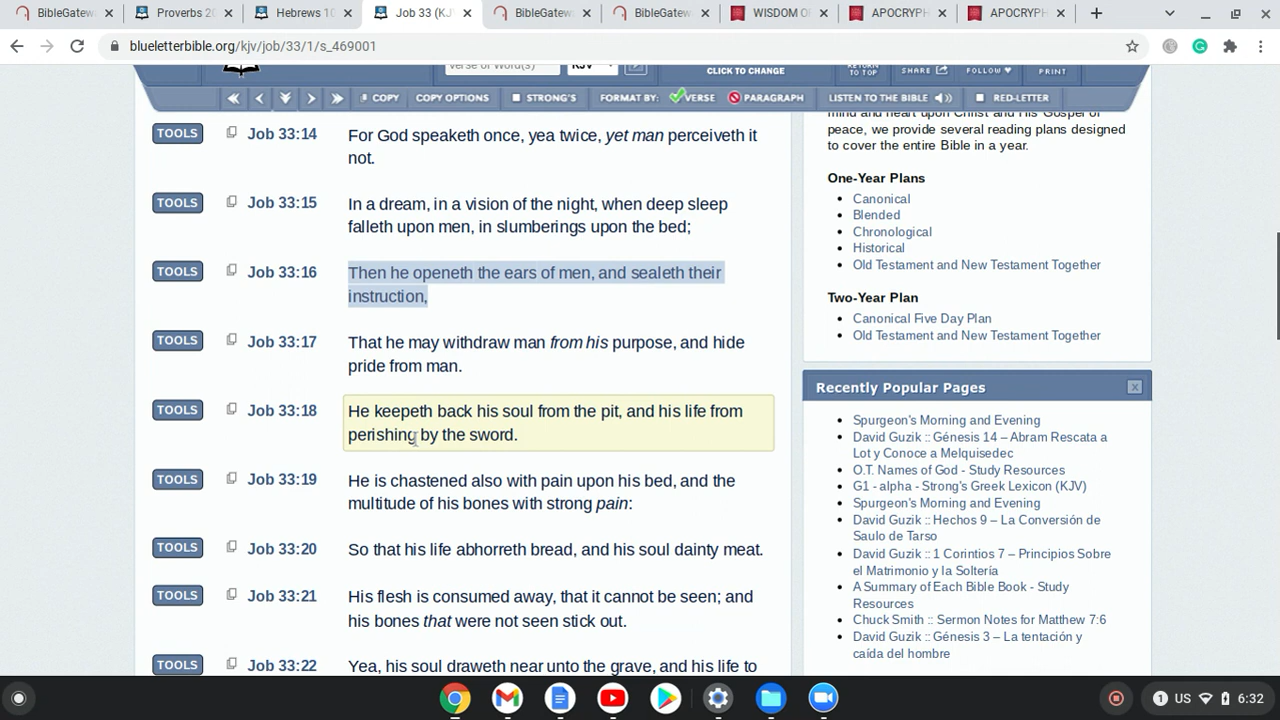 BibleGatew
Proverbs 20
Hebrews 10
Job 33 (KJV
BibleGatew
BibleGatew
WISDOM O
APOCRYPH
APOCRYPH
blueletterbible.org/kjv/job/33/1/s_469001
Verse or Word(s)
KJV
CLICK TO CHANGE
RETURN
TO TOP
SHARE
FOLLOW
PRINT
COPY
COPY OPTIONS
STRONG'S
FORMAT BY:
VERSE
PARAGRAPH
LISTEN TO THE BIBLE
RED-LETTER
TOOLS
Job 33:14
For God speaketh once, yea twice, yet man perceiveth it
not.
TOOLS
Job 33:15
In a dream, in a vision of the night, when deep sleep
falleth upon men, in slumberings upon the bed;
TOOLS
Job 33:16
Then he openeth the ears of men, and sealeth their
instruction,
TOOLS
Job 33:17
That he may withdraw man from his purpose, and hide
pride from man.
TOOLS
Job 33:18
He keepeth back his soul from the pit, and his life from
perishing by the sword.
TOOLS
Job 33:19
He is chastened also with pain upon his bed, and the
multitude of his bones with strong pain:
TOOLS
Job 33:20
So that his life abhorreth bread, and his soul dainty meat.
TOOLS
Job 33:21
His flesh is consumed away, that it cannot be seen; and
his bones that were not seen stick out.
TOOLS
Job 33:22
Yea, his soul draweth near unto the grave, and his life to
mind and heart upon Christ and His Gospel of
peace, we provide several reading plans designed
to cover the entire Bible in a year.
One-Year Plans
Canonical
Blended
Chronological
Historical
Old Testament and New Testament Together
Two-Year Plan
Canonical Five Day Plan
Old Testament and New Testament Together
Recently Popular Pages
x
Spurgeon's Morning and Evening
David Guzik :: Génesis 14 – Abram Rescata a
Lot y Conoce a Melquisedec
O.T. Names of God - Study Resources
G1 - alpha - Strong's Greek Lexicon (KJV)
Spurgeon's Morning and Evening
David Guzik :: Hechos 9 – La Conversión de
Saulo de Tarso
David Guzik :: 1 Corintios 7 – Principios Sobre
el Matrimonio y la Soltería
A Summary of Each Bible Book - Study
Resources
Chuck Smith :: Sermon Notes for Matthew 7:6
David Guzik :: Génesis 3 – La tentación y
caída del hombre
1
US
6:32